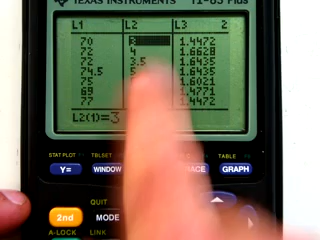 TEXAS INSTRUMENTS TI-83 Plus
L1 L2 L3 2
70 3 1.4472
72 4 1.6628
72 3.5 1.6435
74.5 1.6435
75 1.6021
69 1.4771
77 1.4472
L2(1)=3
STAT PLOT TBLSET TABLE
Y= WINDOW TRACE GRAPH
QUIT
2nd MODE
A-LOCK LINK